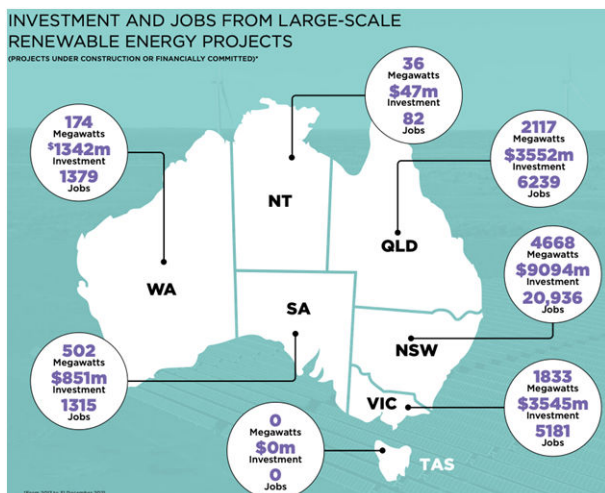 INVESTMENT AND JOBS FROM LARGE-SCALE
RENEWABLE ENERGY PROJECTS
(PROJECTS UNDER CONSTRUCTION OR FINANCIALLY COMMITTED)*
36
Megawatts
$47m
Investment
82
Jobs
174
Megawatts
$1342m
Investment
1379
Jobs
2117
Megawatts
$3552m
Investment
6239
Jobs
NT
QLD
WA
4668
Megawatts
$9094m
Investment
20,936
Jobs
SA
NSW
502
Megawatts
$851m
Investment
1315
Jobs
VIC
1833
Megawatts
$3545m
Investment
5181
Jobs
0
Megawatts
$0m
Investment
0
Jobs
TAS